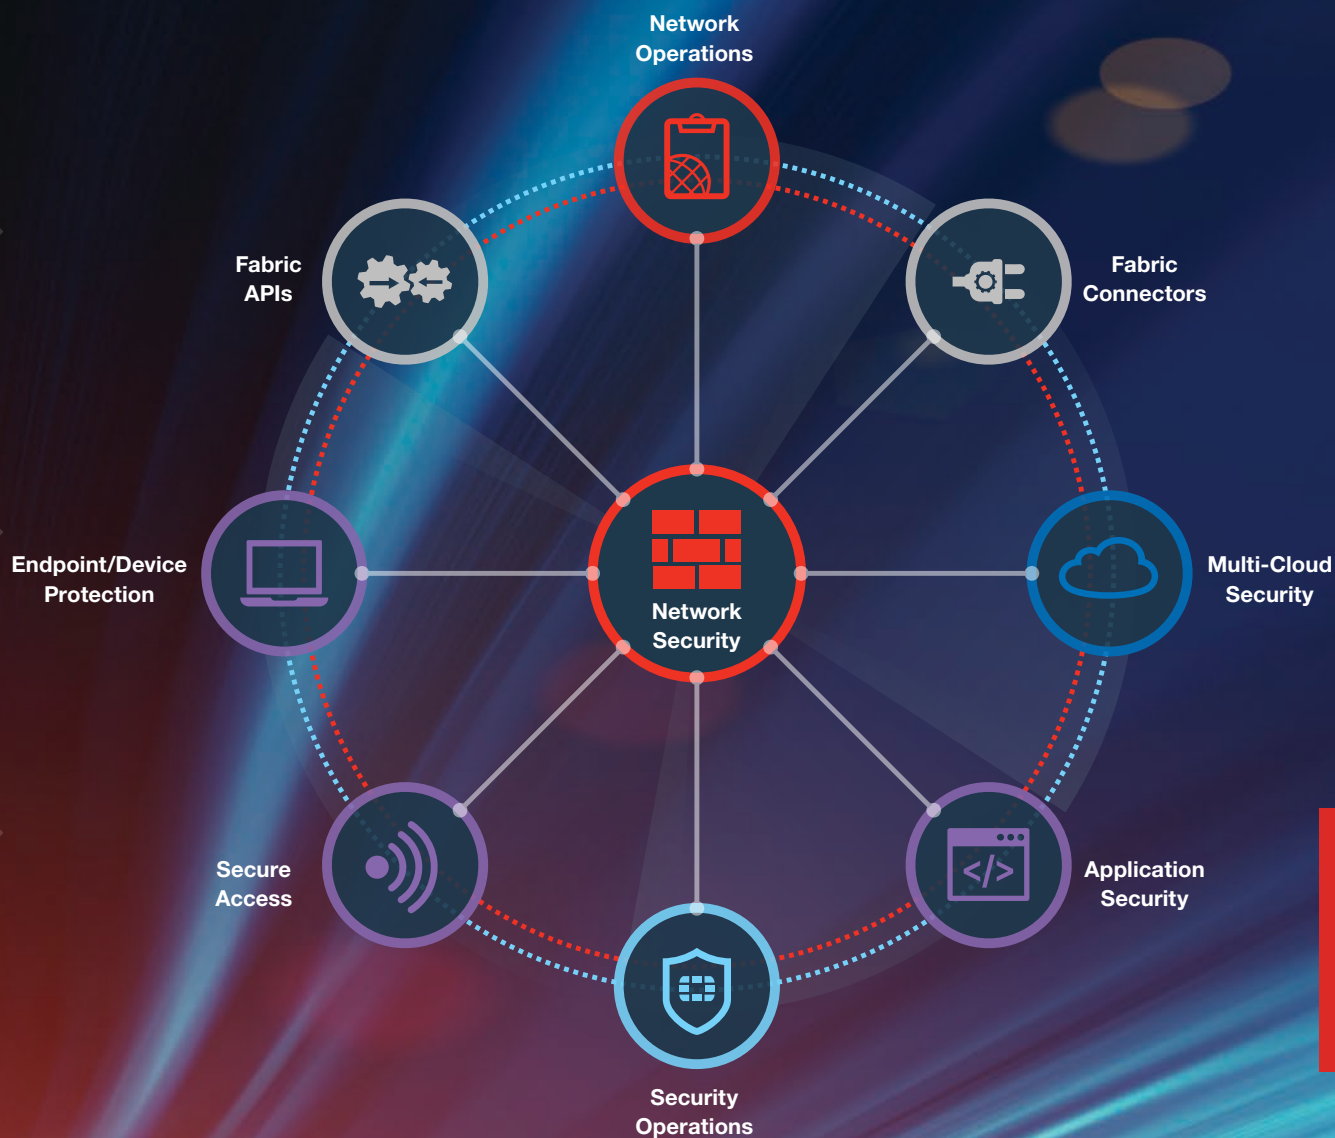 Network
Operations
Fabric
APIs
Fabric
Connectors
Endpoint/Device
Protection
Network
Security
Multi-Cloud
Security
Secure
Access
</>
Application
Security
Security
Operations